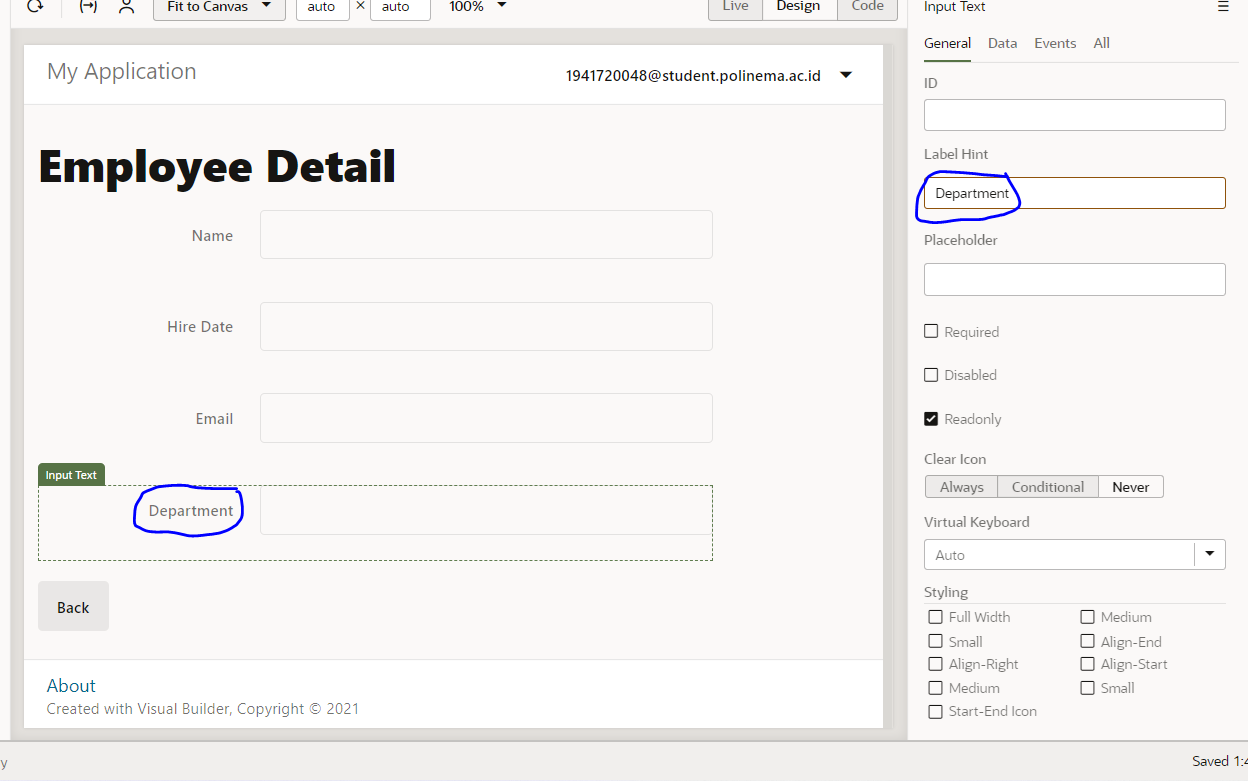 Fit to Canvas auto × auto 100% Live Design Code
Input Text
General Data Events All
My Application
1941720048@student.polinema.ac.id
ID
Label Hint
Department
Employee Detail
Name
Placeholder
Hire Date
Required
Disabled
Email
Readonly
Clear Icon
Always Conditional Never
Input Text
Department
Virtual Keyboard
Auto
Back
Styling
Full Width Medium
Small Align-End
Align-Right Align-Start
Medium Small
Start-End Icon
About
Created with Visual Builder, Copyright © 2021
y
Saved 1:4